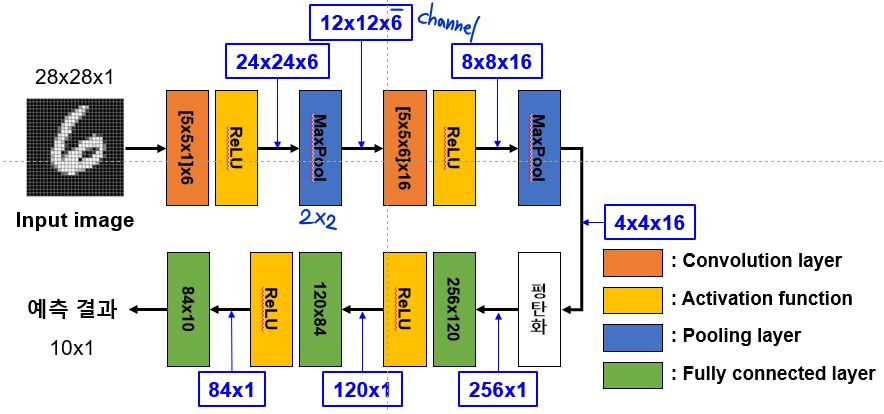 12x12x6 channel
24x24x6
8x8x16
28x28x1
[5x5x1]x6
ReLU
MaxPool
[5x5x6]x16
ReLU
MaxPool
Input image
2x2
4x4x16
: Convolution layer
: Activation function
: Pooling layer
: Fully connected layer
예측 결과
10x1
84x10
ReLU
120x84
ReLU
256x120
평탄화
84x1
120x1
256x1